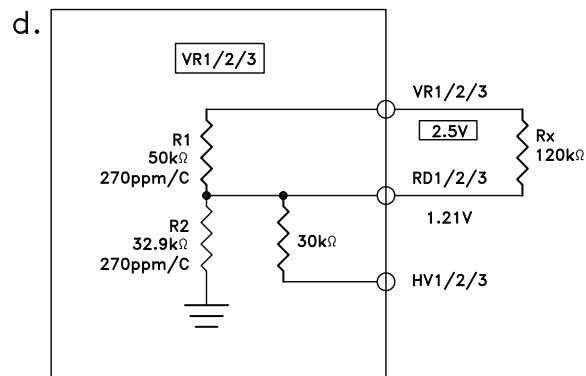 d.
VR1/2/3
VR1/2/3
2.5V
R1
50kΩ
270ppm/C
Rx
120kΩ
RD1/2/3
1.21V
R2
32.9kΩ
270ppm/C
30kΩ
HV1/2/3